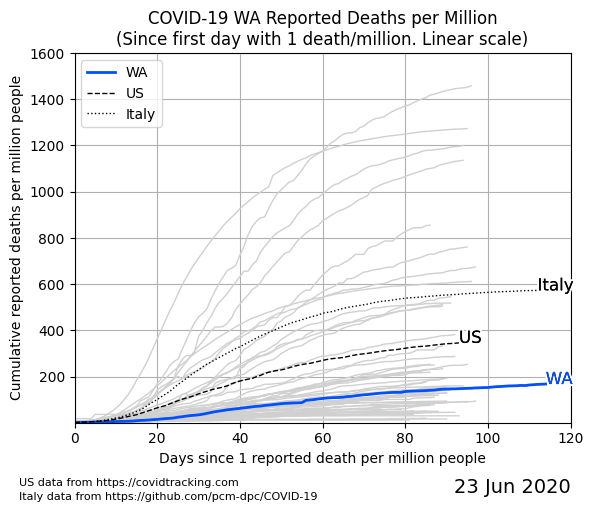 COVID-19 WA Reported Deaths per Million
(Since first day with 1 death/million. Linear scale)
Cumulative reported deaths per million people
1600
1400
1200
1000
800
600
400
200
WA
US
Italy
Italy
US
WA
0
20
40
60
80
100
120
Days since 1 reported death per million people
US data from https://covidtracking.com
Italy data from https://github.com/pcm-dpc/COVID-19
23 Jun 2020